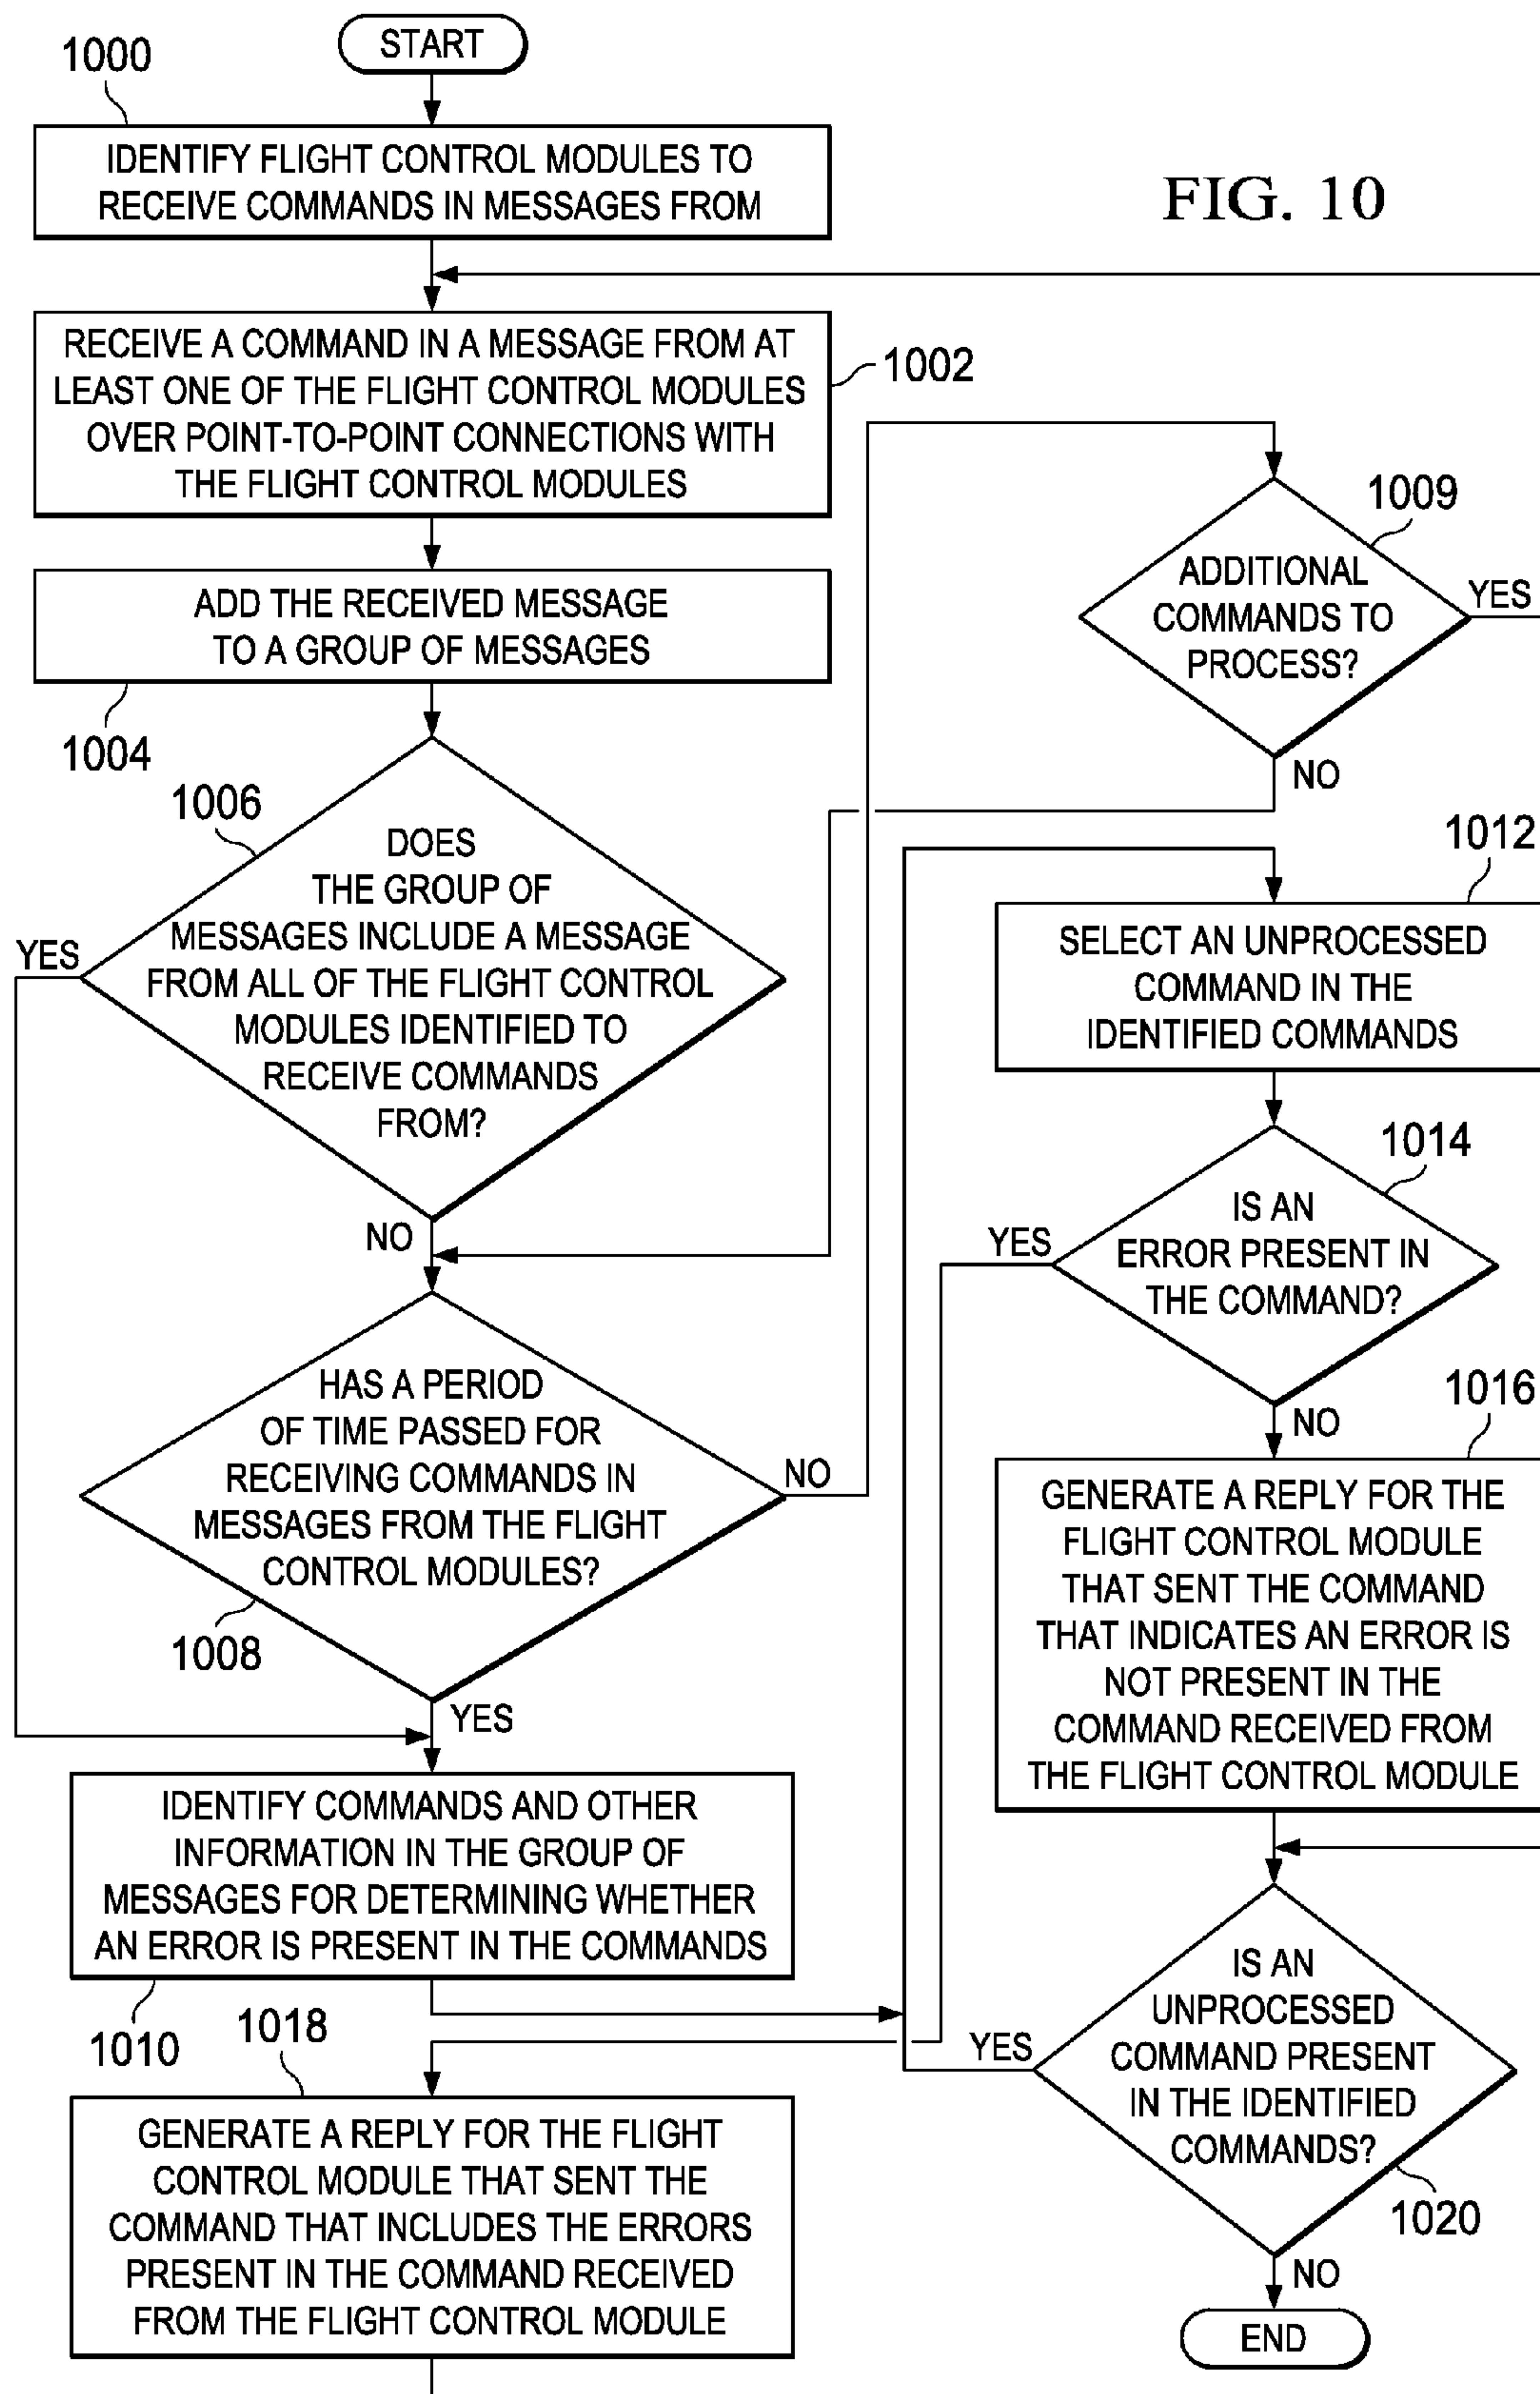 START
1000
IDENTIFY FLIGHT CONTROL MODULES TO
RECEIVE COMMANDS IN MESSAGES FROM
FIG. 10
RECEIVE A COMMAND IN A MESSAGE FROM AT
LEAST ONE OF THE FLIGHT CONTROL MODULES
OVER POINT-TO-POINT CONNECTIONS WITH
THE FLIGHT CONTROL MODULES
1002
ADD THE RECEIVED MESSAGE
TO A GROUP OF MESSAGES
1004
1006
DOES
THE GROUP OF
MESSAGES INCLUDE A MESSAGE
FROM ALL OF THE FLIGHT CONTROL
MODULES IDENTIFIED TO
RECEIVE COMMANDS
FROM?
YES
NO
HAS A PERIOD
OF TIME PASSED FOR
RECEIVING COMMANDS IN
MESSAGES FROM THE FLIGHT
CONTROL MODULES?
NO
1008
YES
1009
ADDITIONAL
COMMANDS TO
PROCESS?
YES
NO
IDENTIFY COMMANDS AND OTHER
INFORMATION IN THE GROUP OF
MESSAGES FOR DETERMINING WHETHER
AN ERROR IS PRESENT IN THE COMMANDS
1010
1012
SELECT AN UNPROCESSED
COMMAND IN THE
IDENTIFIED COMMANDS
1014
IS AN
ERROR PRESENT IN
THE COMMAND?
YES
NO
1016
GENERATE A REPLY FOR THE
FLIGHT CONTROL MODULE
THAT SENT THE COMMAND
THAT INDICATES AN ERROR IS
NOT PRESENT IN THE
COMMAND RECEIVED FROM
THE FLIGHT CONTROL MODULE
1018
GENERATE A REPLY FOR THE FLIGHT
CONTROL MODULE THAT SENT THE
COMMAND THAT INCLUDES THE ERRORS
PRESENT IN THE COMMAND RECEIVED
FROM THE FLIGHT CONTROL MODULE
IS AN
UNPROCESSED
COMMAND PRESENT
IN THE IDENTIFIED
COMMANDS?
YES
1020
NO
END